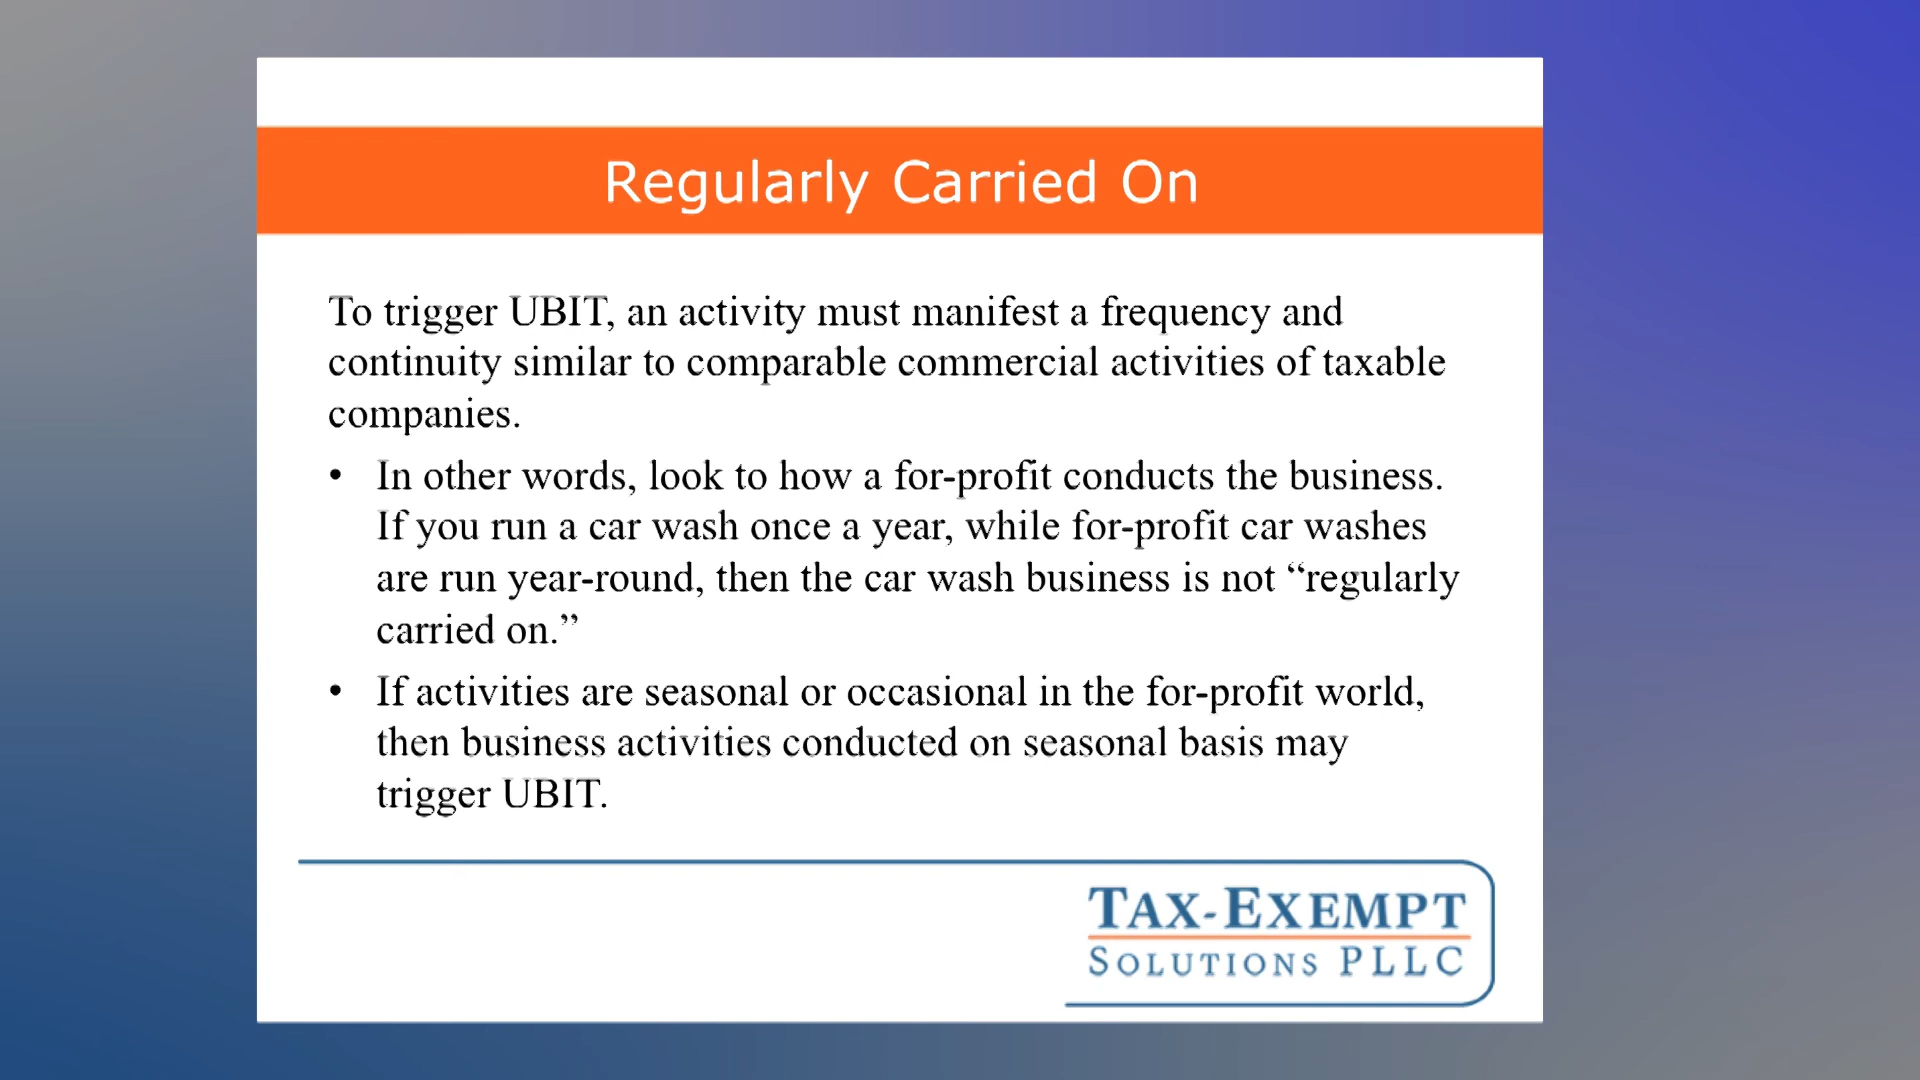 Regularly Carried On
To trigger UBIT, an activity must manifest a frequency and
continuity similar to comparable commercial activities of taxable
companies.
• In other words, look to how a for-profit conducts the business.
If you run a car wash once a year, while for-profit car washes
are run year-round, then the car wash business is not “regularly
carried on.”
• If activities are seasonal or occasional in the for-profit world,
then business activities conducted on seasonal basis may
trigger UBIT.
TAX-EXEMPT
SOLUTIONS PLLC